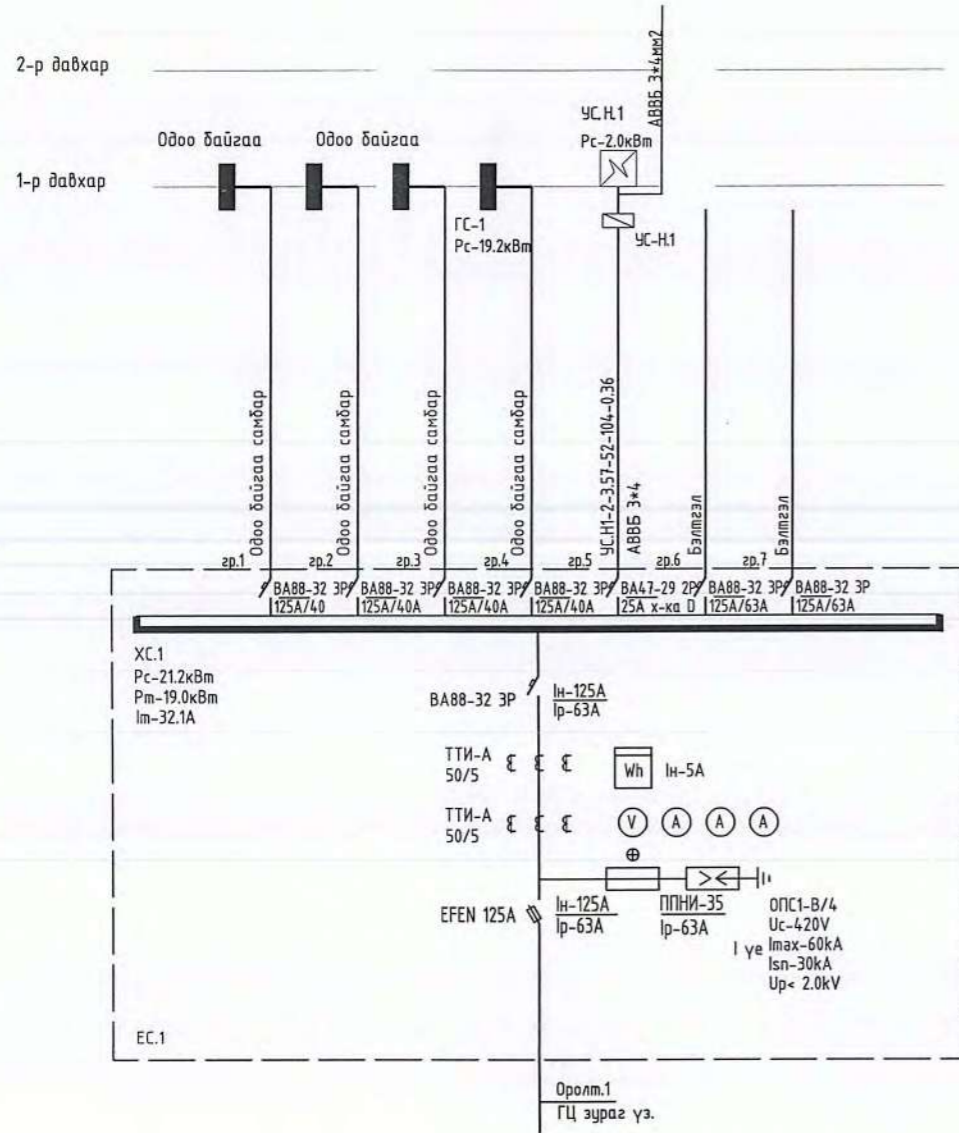 2-р давхар
АВВБ 3*4мм2
УС.Н.1
Рс-2.0кВт
Одоо байгаа
Одоо байгаа
1-р давхар
ГС-1
Рс-19.2кВт
УС-Н.1
Одоо байгаа самбар
Одоо байгаа самбар
Одоо байгаа самбар
Одоо байгаа самбар
УС.Н1-2-3.57-52-104-0.36
АВВБ 3*4
Бэлтгэл
Бэлтгэл
гр.1
гр.2
гр.3
гр.4
гр.5
гр.6
гр.7
ВА88-32 3Р
125А/40
ВА88-32 3Р
125А/40А
ВА88-32 3Р
125А/40А
ВА88-32 3Р
125А/40А
ВА47-29 2Р
25А х-ка D
ВА88-32 3Р
125А/63А
ВА88-32 3Р
125А/63А
ХС.1
Рс-21.2кВт
Рт-19.0кВт
Iт-32.1А
ВА88-32 3Р
Iн-125А
Iр-63А
ТТИ-А
50/5
Wh
Iн-5А
ТТИ-А
50/5
V
A
A
A
EFEN 125A
Iн-125А
Iр-63А
ППНИ-35
Iр-63А
I үе
ОПС1-В/4
Uc-420V
Imax-60kA
Isn-30kA
Up< 2.0kV
ЕС.1
Оролт.1
ГЦ зураг үз.